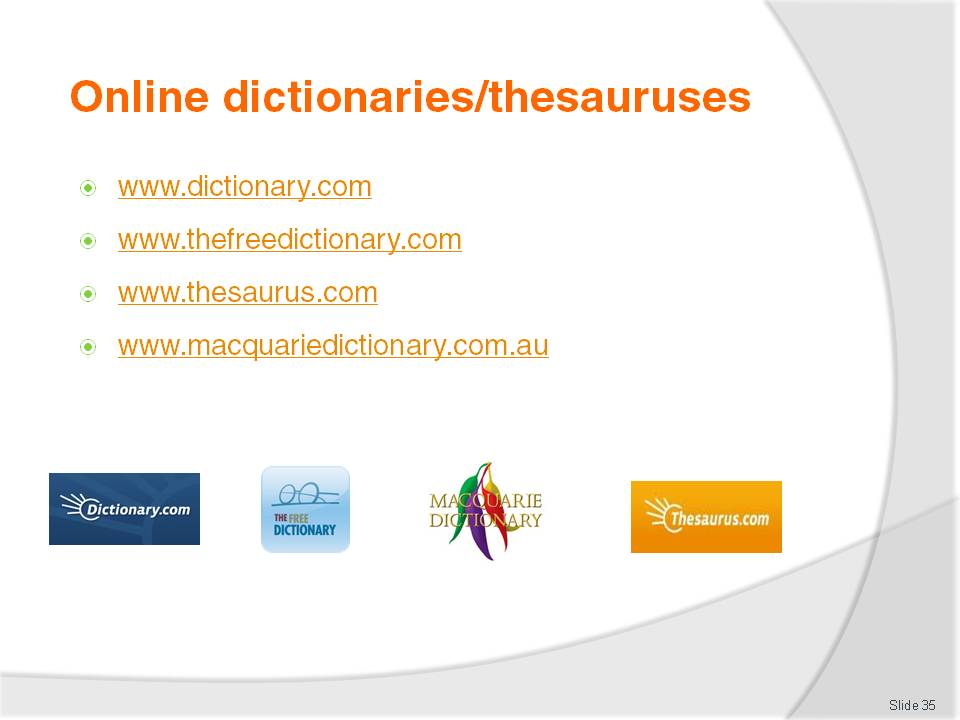 Online dictionaries/thesauruses
www.dictionary.com
www.thefreedictionary.com
www.thesaurus.com
www.macquariedictionary.com.au
Dictionary.com
THE FREE
DICTIONARY
MACQUARIE
DICTIONARY
Thesaurus.com
Slide 35